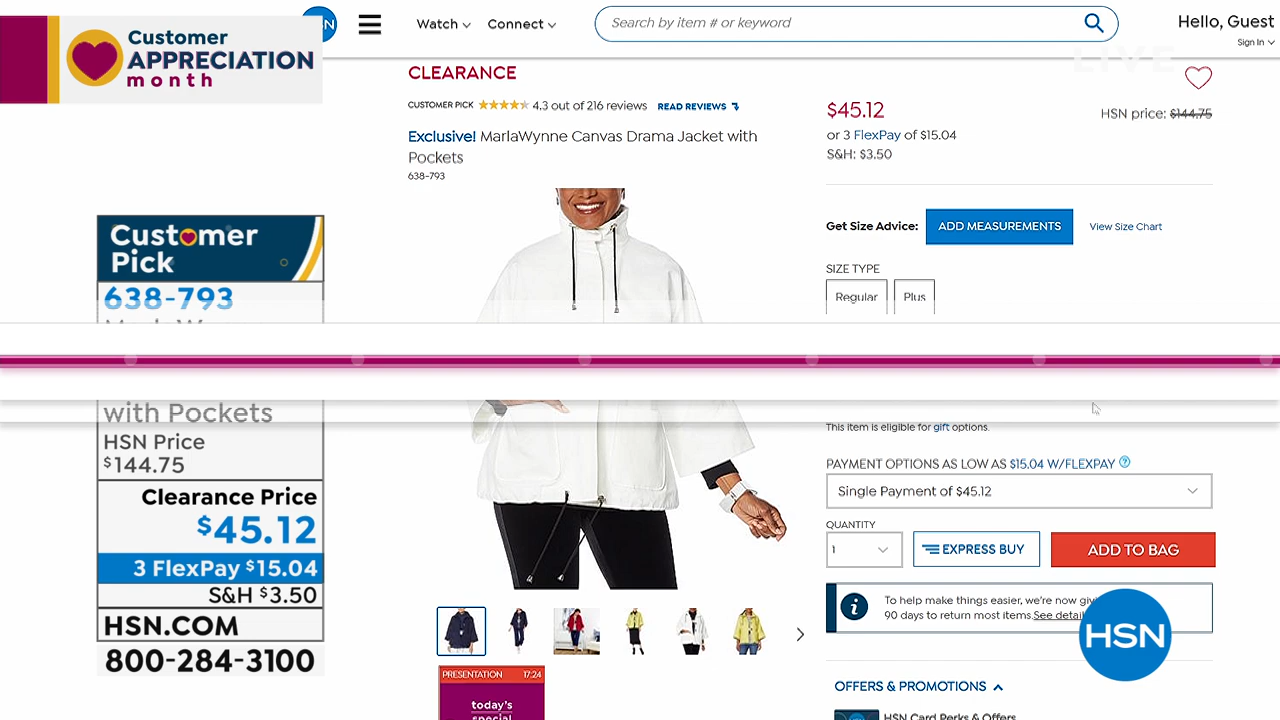 Customer
APPRECIATION
month
Watch
Connect
Search by item # or keyword
Hello, Guest
Sign In
LIVE
CLEARANCE
CUSTOMER PICK 4.3 out of 216 reviews READ REVIEWS
Exclusive! MarlaWynne Canvas Drama Jacket with
Pockets
638-793
$45.12
HSN price: $144.75
or 3 FlexPay of $15.04
S&H: $3.50
Get Size Advice: ADD MEASUREMENTS View Size Chart
SIZE TYPE
Regular Plus
Customer
Pick
638-793
with Pockets
HSN Price
$144.75
Clearance Price
$45.12
3 FlexPay $15.04
S&H $3.50
HSN.COM
800-284-3100
This item is eligible for gift options.
PAYMENT OPTIONS AS LOW AS $15.04 W/FLEXPAY
Single Payment of $45.12
QUANTITY
1
EXPRESS BUY
ADD TO BAG
To help make things easier, we're now
90 days to return most items.See
HSN
PRESENTATION 17:24
today's
special
OFFERS & PROMOTIONS
HSN Card Perks & Offers